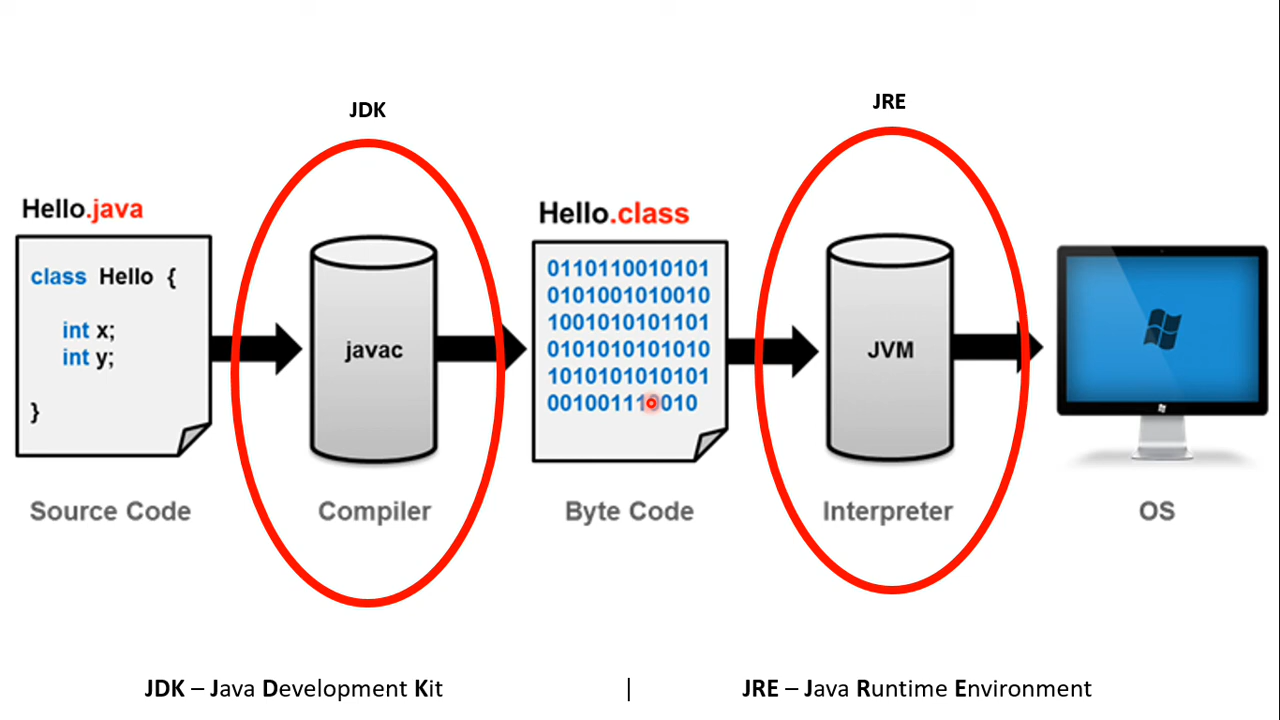 JDK
JRE
Hello.java
class Hello {
int x;
int y;
}
javac
Hello.class
0110110010101
0101001010010
1001010101101
0101010101010
1010101010101
001001110010
JVM
Source Code
Compiler
Byte Code
Interpreter
OS
JDK – Java Development Kit | JRE – Java Runtime Environment